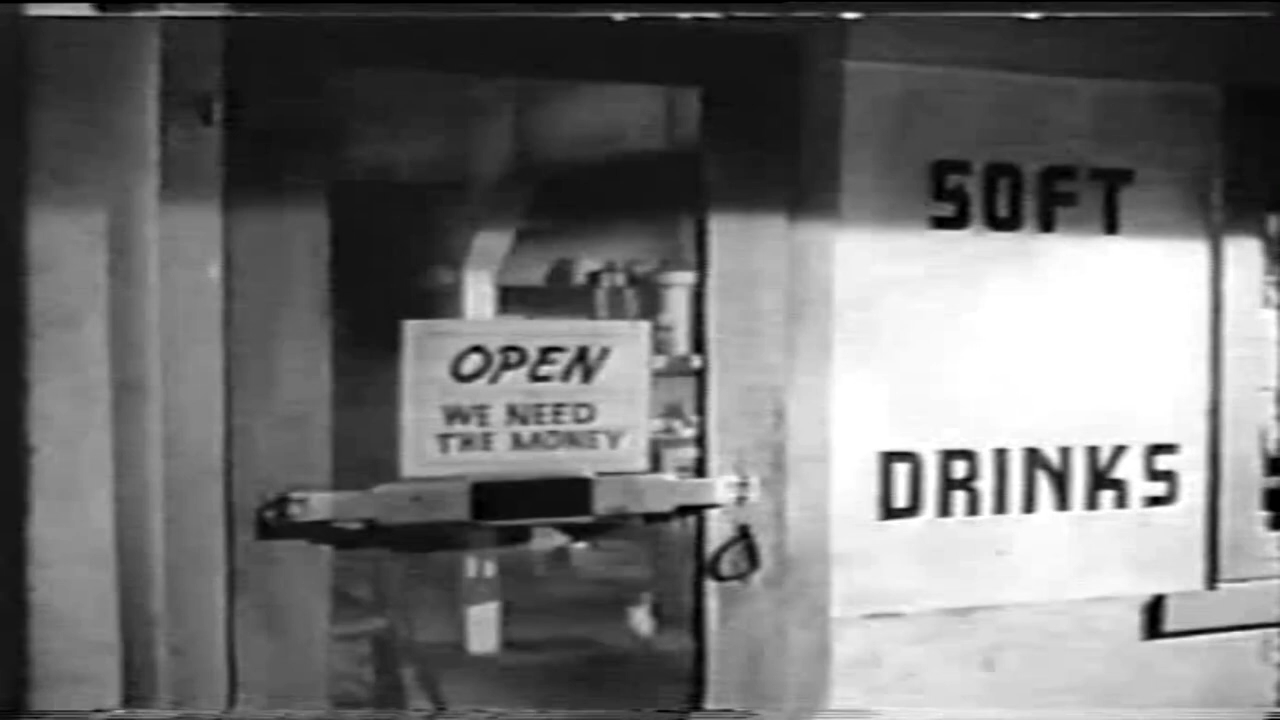 OPEN
WE NEED
THE MONEY
SOFT
DRINKS